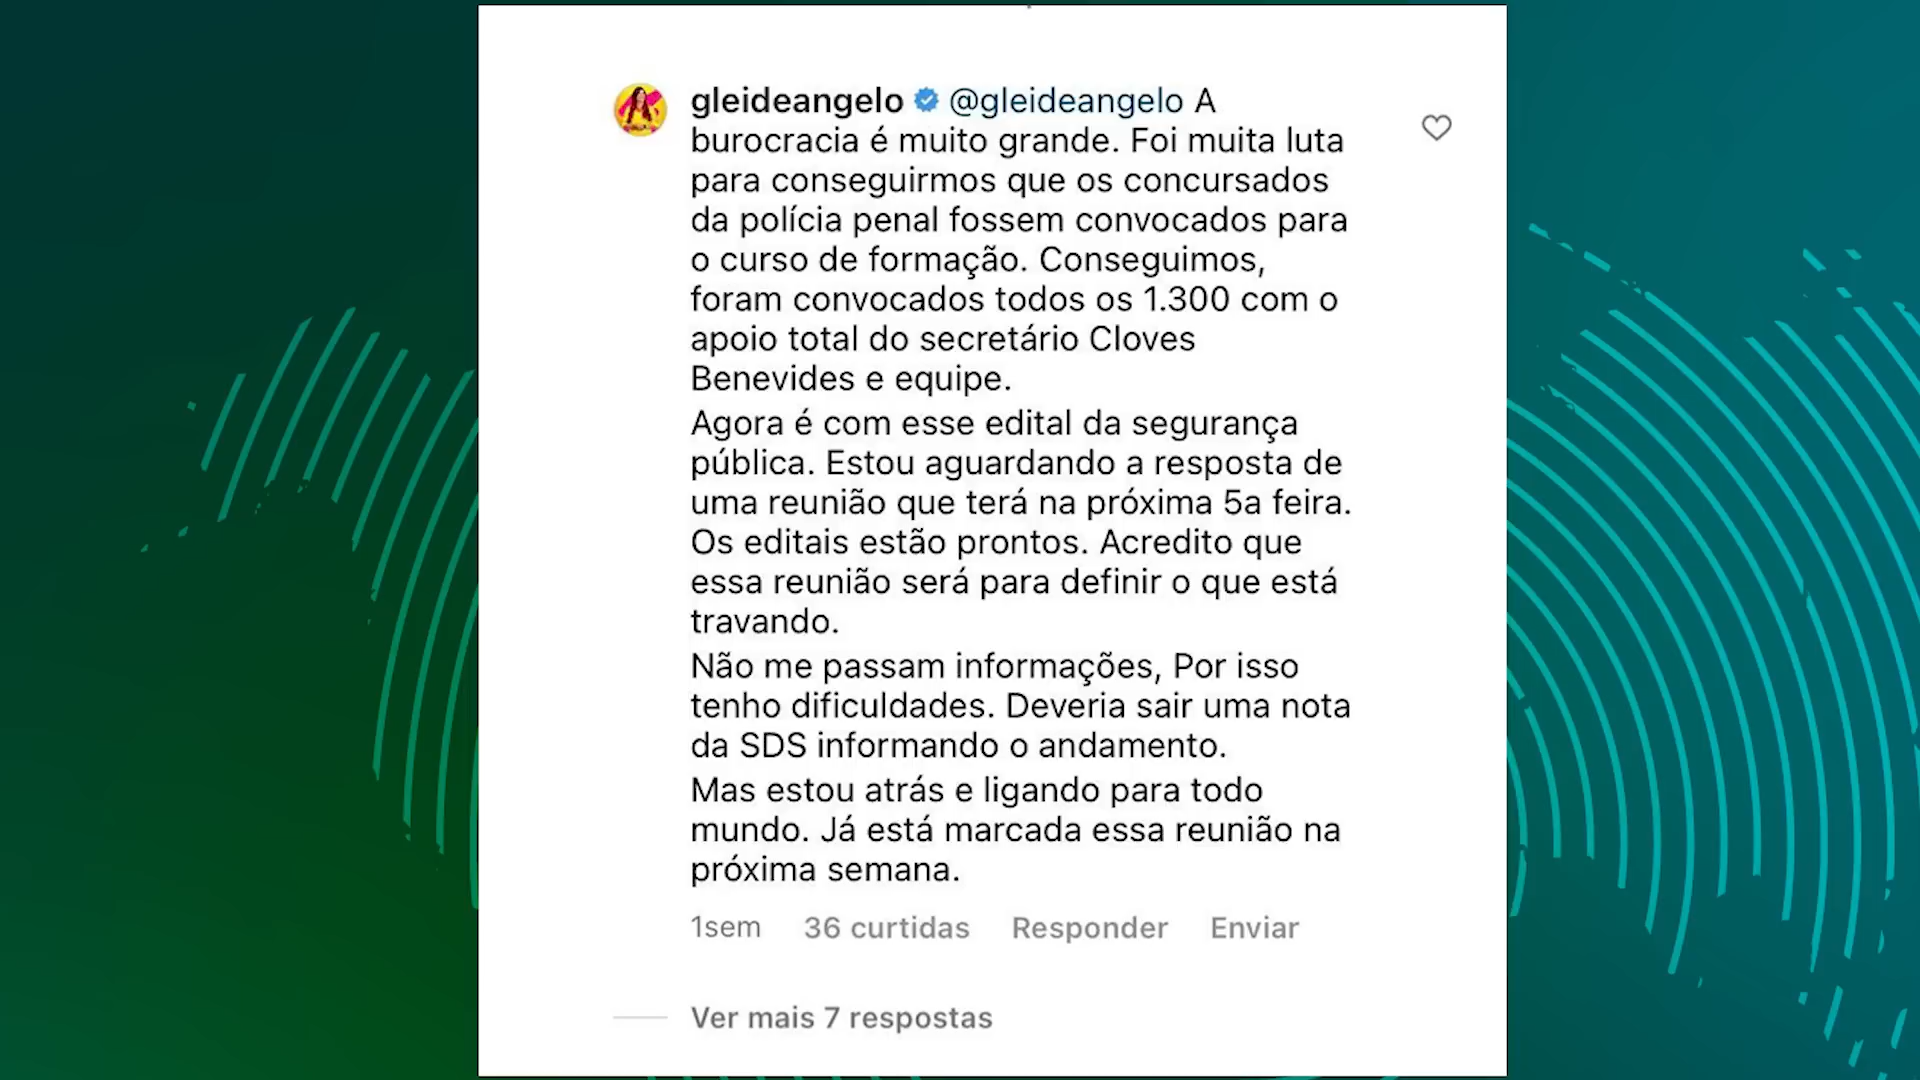 gleideangelo @gleideangelo A
burocracia é muito grande. Foi muita luta
para conseguirmos que os concursados
da polícia penal fossem convocados para
o curso de formação. Conseguimos,
foram convocados todos os 1.300 com o
apoio total do secretário Cloves
Benevides e equipe.
Agora é com esse edital da segurança
pública. Estou aguardando a resposta de
uma reunião que terá na próxima 5a feira.
Os editais estão prontos. Acredito que
essa reunião será para definir o que está
travando.
Não me passam informações, Por isso
tenho dificuldades. Deveria sair uma nota
da SDS informando o andamento.
Mas estou atrás e ligando para todo
mundo. Já está marcada essa reunião na
próxima semana.
1sem 36 curtidas Responder Enviar
Ver mais 7 respostas